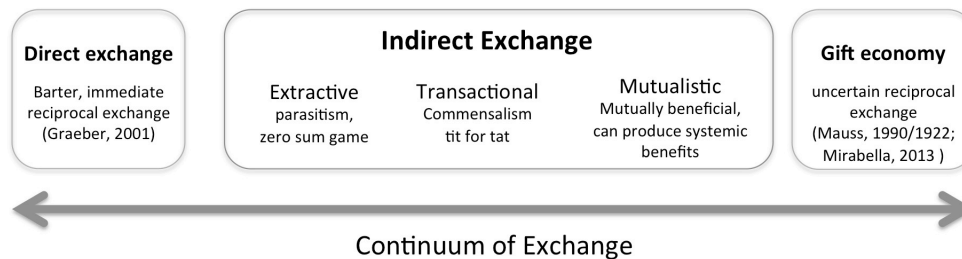 Direct exchange
Barter, immediate
reciprocal exchange
(Graeber, 2001)
Indirect Exchange
Extractive
parasitism,
zero sum game
Transactional
Commensalism
tit for tat
Mutualistic
Mutually beneficial,
can produce systemic
benefits
Gift economy
uncertain reciprocal
exchange
(Mauss, 1990/1922;
Mirabella, 2013 )
Continuum of Exchange